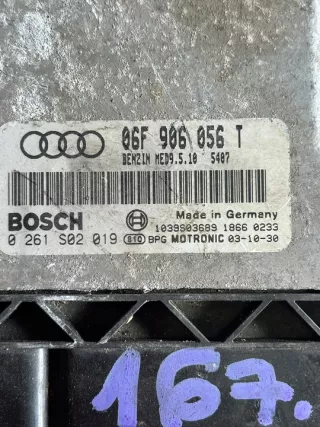 06F 906 056 T
BENZIN MED9.5.10 5407
BOSCH
Made in Germany
1039S03689 1866 0233
0 261 S02 019 S10 BPG MOTRONIC 03-10-30
167.